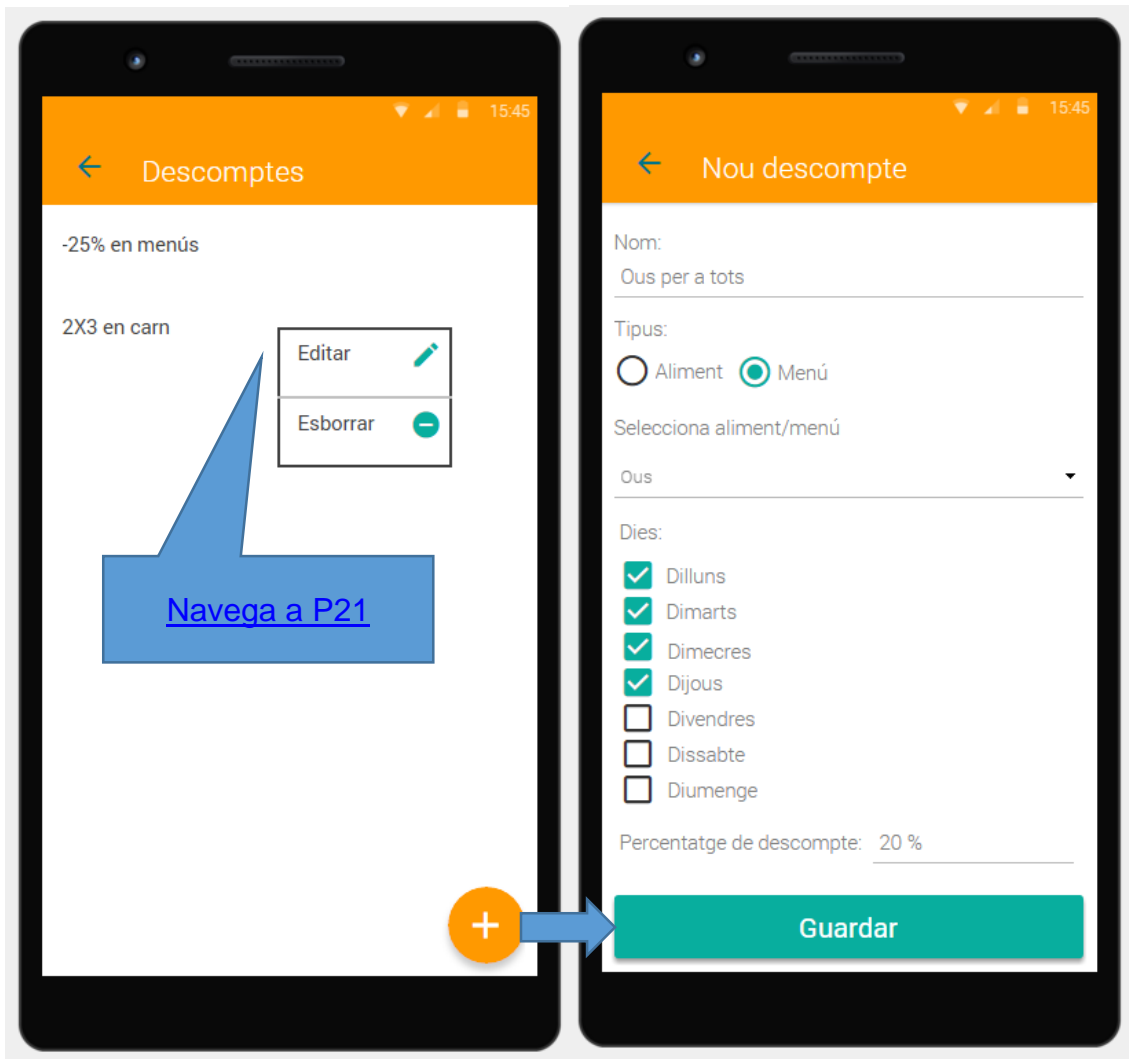 15:45
Descomptes
-25% en menús
2X3 en carn
Editar
Esborrar
Navega a P21
+
15:45
Nou descompte
Nom:
Ous per a tots
Tipus:
Aliment Menú
Selecciona aliment/menú
Ous
Dies:
Dilluns
Dimarts
Dimecres
Dijous
Divendres
Dissabte
Diumenge
Percentatge de descompte: 20 %
Guardar